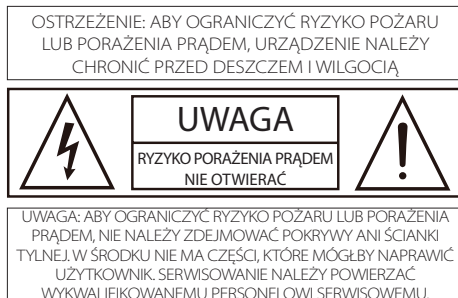 OSTRZEŻENIE: ABY OGRANICZYĆ RYZYKO POŻARU
LUB PORAŻENIA PRĄDEM, URZĄDZENIE NALEŻY
CHRONIĆ PRZED DESZCZEM I WILGOCIĄ
UWAGA
RYZYKO PORAŻENIA PRĄDEM
NIE OTWIERAĆ
UWAGA: ABY OGRANICZYĆ RYZYKO POŻARU LUB PORAŻENIA
PRĄDEM, NIE NALEŻY ZDEJMOWAĆ POKRYWY ANI ŚCIANKI
TYLNEJ. W ŚRODKU NIE MA CZĘŚCI, KTÓRE MÓGŁBY NAPRAWIĆ
UŻYTKOWNIK. SERWISOWANIE NALEŻY POWIERZAĆ
WYKWALIFIKOWANEMU PERSONELOWI SERWISOWEMU.